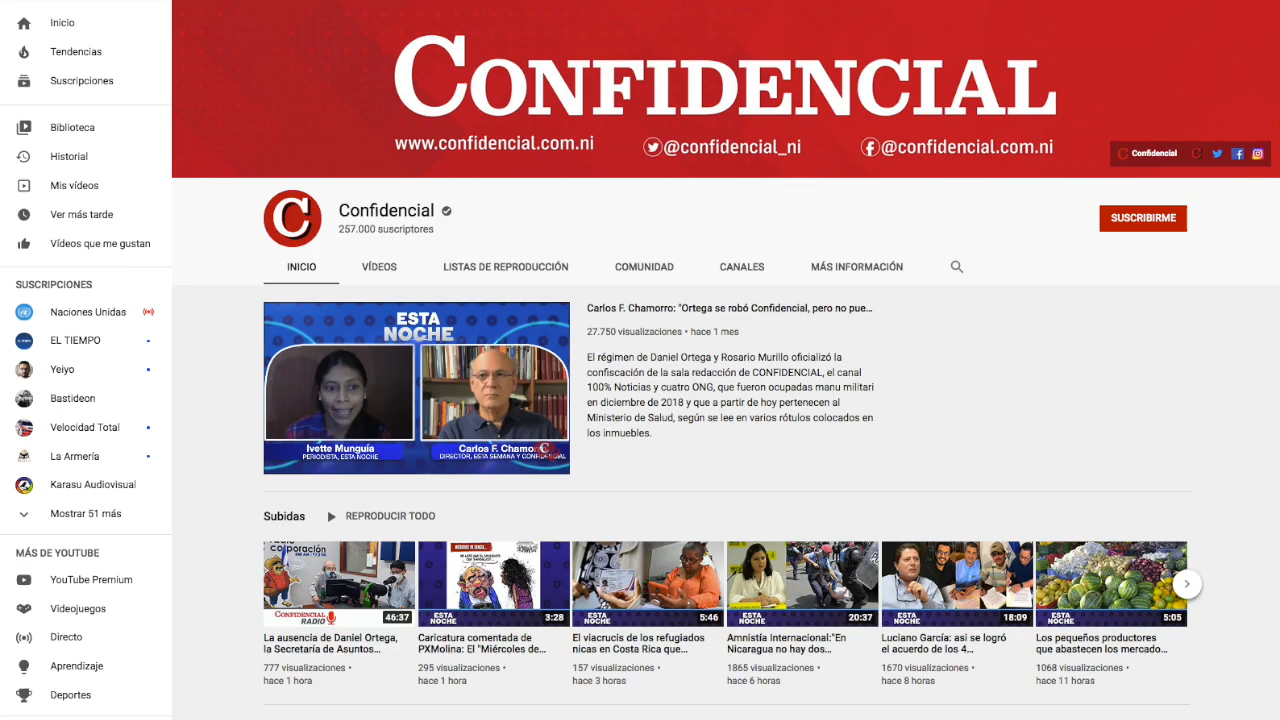 Inicio
Tendencias
Suscripciones
Biblioteca
Historial
Mis vídeos
Ver más tarde
Vídeos que me gustan
SUSCRIPCIONES
Naciones Unidas
EL TIEMPO
Yeiyo
Bastideon
Velocidad Total
La Armería
Karasu Audiovisual
Mostrar 51 más
MÁS DE YOUTUBE
YouTube Premium
Videojuegos
Directo
Aprendizaje
Deportes
CONFIDENCIAL
www.confidencial.com.ni @confidencial_ni @confidencial.com.ni
Confidencial
Confidencial
257.000 suscriptores
SUSCRIBIRME
INICIO VÍDEOS LISTAS DE REPRODUCCIÓN COMUNIDAD CANALES MÁS INFORMACIÓN
ESTA
NOCHE
Ivette Munguía
PERIODISTA, ESTA NOCHE
Carlos F. Chamorro
DIRECTOR, ESTA SEMANA Y CONFIDENCIAL
Carlos F. Chamorro: "Ortega se robó Confidencial, pero no pue...
27.750 visualizaciones • hace 1 mes
El régimen de Daniel Ortega y Rosario Murillo oficializó la
confiscación de la sala redacción de CONFIDENCIAL, el canal
100% Noticias y cuatro ONG, que fueron ocupadas manu militari
en diciembre de 2018 y que a partir de hoy pertenecen al
Ministerio de Salud, según se lee en varios rótulos colocados en
los inmuebles.
Subidas REPRODUCIR TODO
corporación
CONFIDENCIAL
RADIO
46:37
La ausencia de Daniel Ortega,
la Secretaría de Asuntos...
777 visualizaciones •
hace 1 hora
ESTA
NOCHE
3:28
Caricatura comentada de
PXMolina: El "Miércoles de...
295 visualizaciones •
hace 1 hora
ESTA
NOCHE
5:46
El viacrucis de los refugiados
nicas en Costa Rica que...
157 visualizaciones •
hace 3 horas
ESTA
NOCHE
20:37
Amnistía Internacional:"En
Nicaragua no hay dos...
1865 visualizaciones •
hace 6 horas
ESTA
NOCHE
18:09
Luciano García: asi se logró
el acuerdo de los 4...
1670 visualizaciones •
hace 8 horas
ESTA
NOCHE
5:05
Los pequeños productores
que abastecen los mercado...
1068 visualizaciones •
hace 11 horas